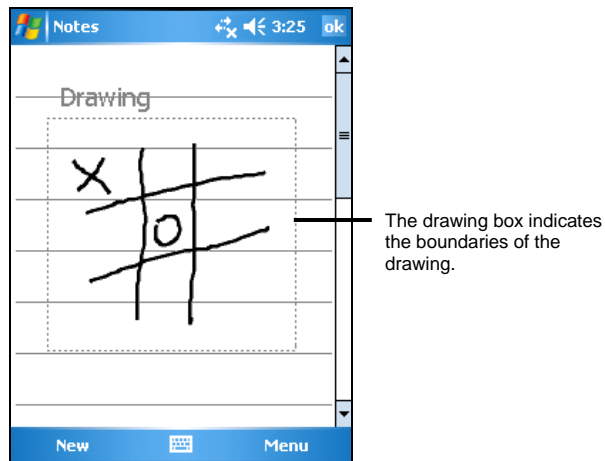 Notes 3:25 ok
Drawing
X
O
The drawing box indicates
the boundaries of the
drawing.
New Menu